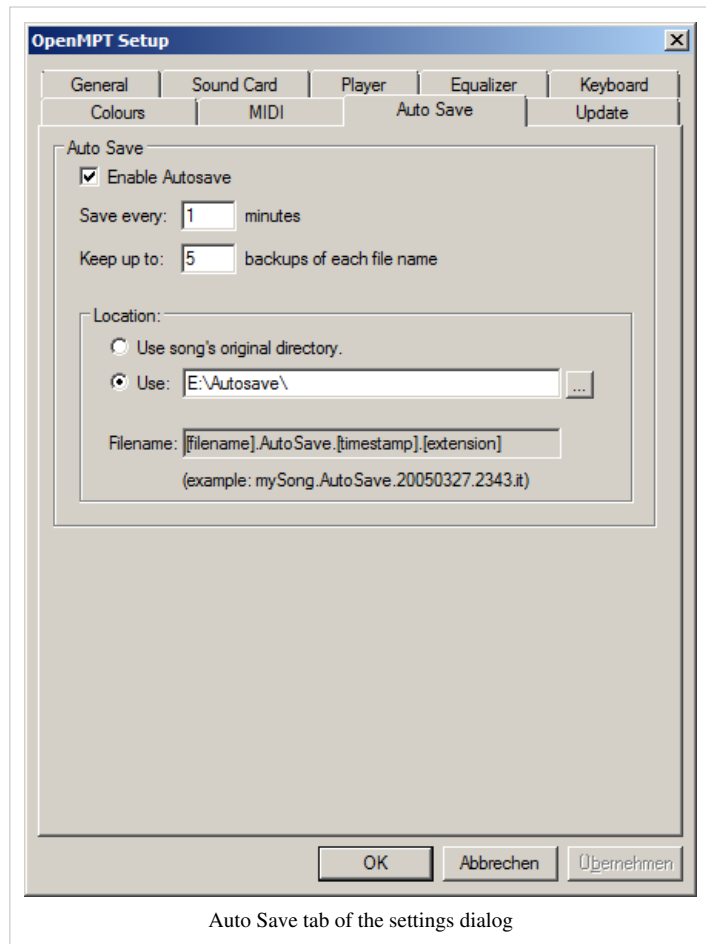 OpenMPT Setup
General Sound Card Player Equalizer Keyboard
Colours MIDI Auto Save Update
Auto Save
Enable Autosave
Save every: 1 minutes
Keep up to: 5 backups of each file name
Location:
Use song's original directory.
Use: E:\Autosave\ ...
Filename: [filename].AutoSave.[timestamp].[extension]
(example: mySong.AutoSave.20050327.2343.it)
OK Abbrechen Übernehmen
Auto Save tab of the settings dialog